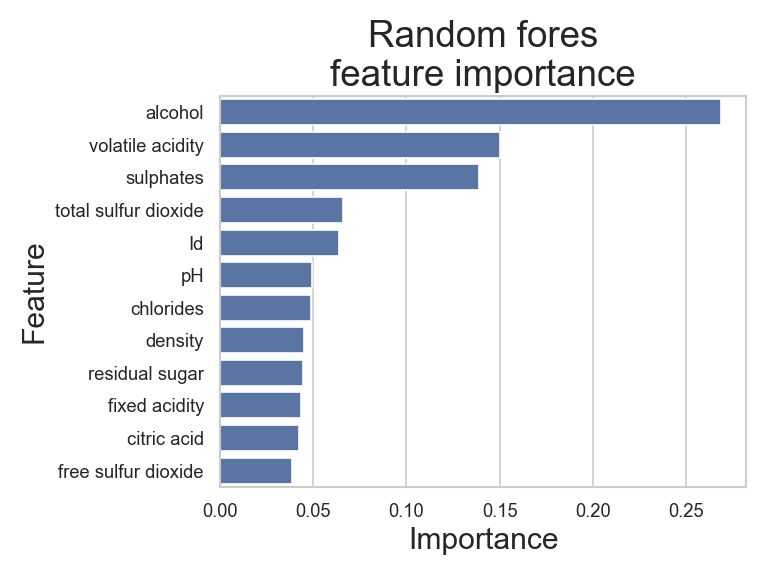 Random fores
feature importance
Feature
alcohol
volatile acidity
sulphates
total sulfur dioxide
Id
pH
chlorides
density
residual sugar
fixed acidity
citric acid
free sulfur dioxide
0.00 0.05 0.10 0.15 0.20 0.25
Importance